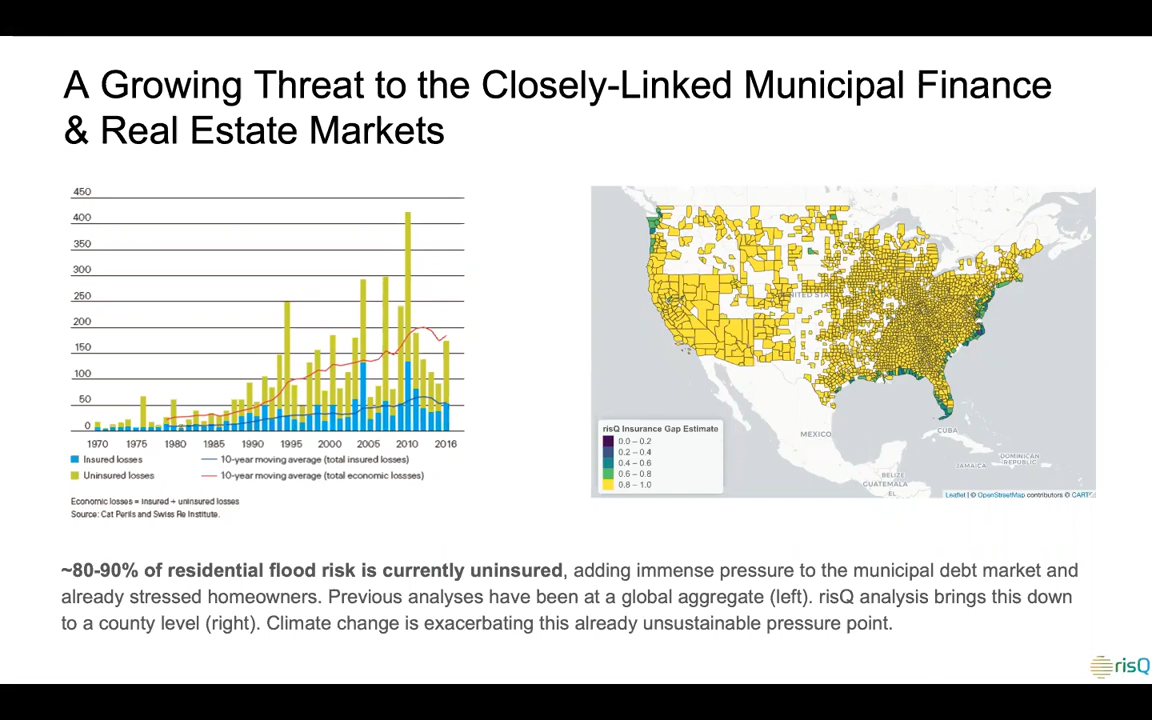 A Growing Threat to the Closely-Linked Municipal Finance
& Real Estate Markets
450
400
350
300
250
200
150
100
50
0
1970 1975 1980 1985 1990 1995 2000 2005 2010 2016
Insured losses
10-year moving average (total insured losses)
Uninsured losses
10-year moving average (total economic lossses)
Economic losses = insured + uninsured losses
Source: Cat Perils and Swiss Re Institute.
UNITED STA
MEXICO
CUBA
JAMAICA
DOMINICAN
REPUBLIC
BELIZE
GUATEMALA
EL
risQ Insurance Gap Estimate
0.0 – 0.2
0.2 – 0.4
0.4 – 0.6
0.6 – 0.8
0.8 – 1.0
Leaflet | © OpenStreetMap contributors © CART
~80-90% of residential flood risk is currently uninsured, adding immense pressure to the municipal debt market and
already stressed homeowners. Previous analyses have been at a global aggregate (left). risQ analysis brings this down
to a county level (right). Climate change is exacerbating this already unsustainable pressure point.
risQ